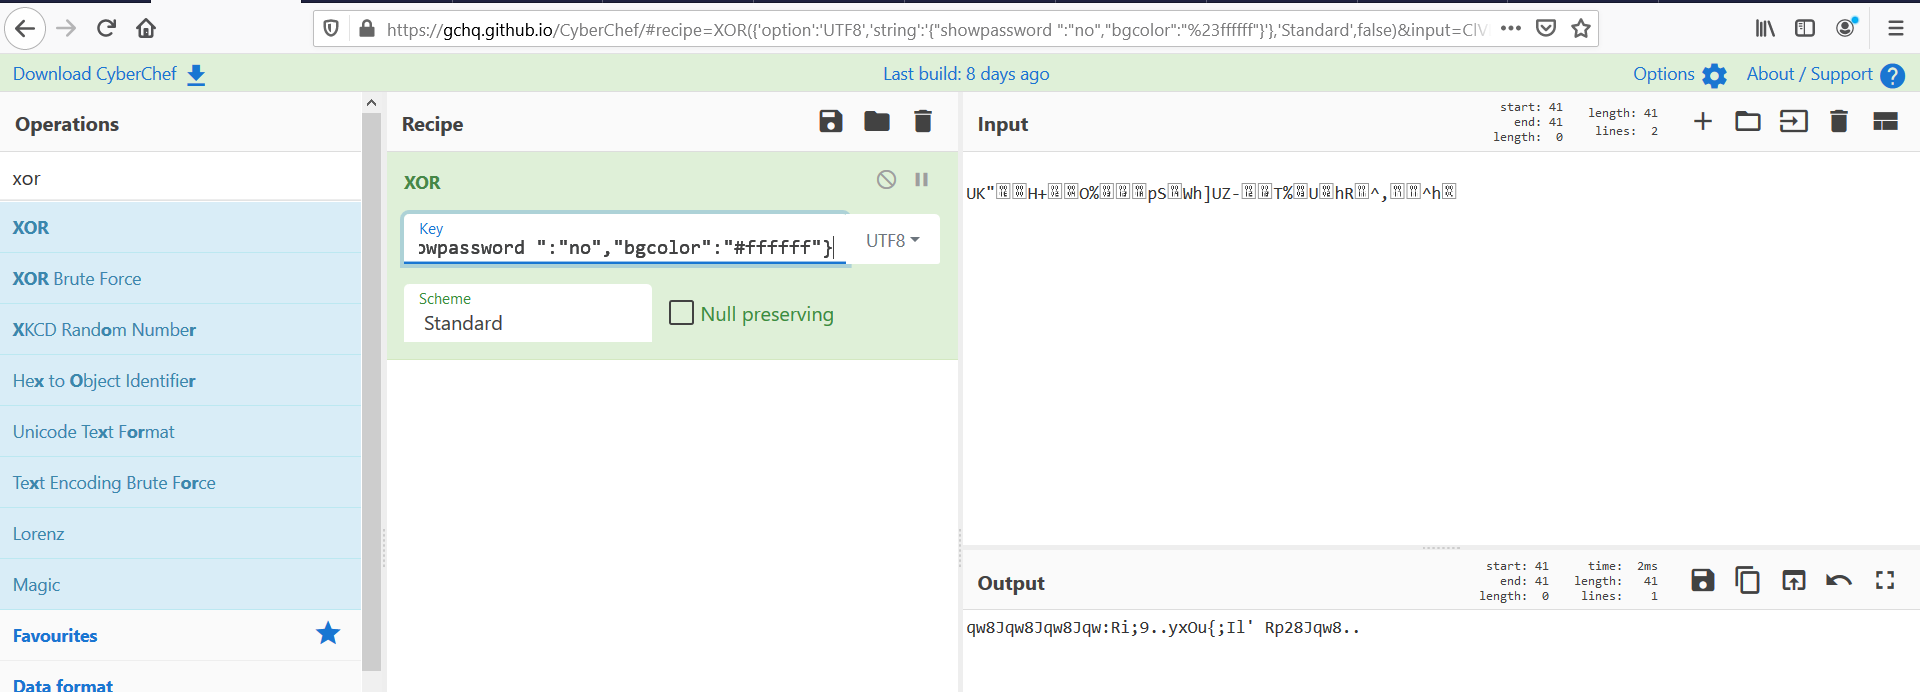 https://gchq.github.io/CyberChef/#recipe=XOR({'option':'UTF8','string':'{"showpassword ":"no","bgcolor":"%23ffffff"}'},'Standard',false)&input=ClV
Download CyberChef
Last build: 8 days ago
Options
About / Support
Operations
xor
XOR
XOR Brute Force
XKCD Random Number
Hex to Object Identifier
Unicode Text Format
Text Encoding Brute Force
Lorenz
Magic
Favourites
Data format
Recipe
XOR
Key
owpassword ":"no","bgcolor":"#ffffff"}
UTF8
Scheme
Standard
Null preserving
Input
start: 41
end: 41
length: 0
length: 41
lines: 2
Output
start: 41
end: 41
length: 0
time: 2ms
length: 41
lines: 1
qw8Jqw8Jqw8Jqw:Ri;9..yxOu{;Il' Rp28Jqw8..